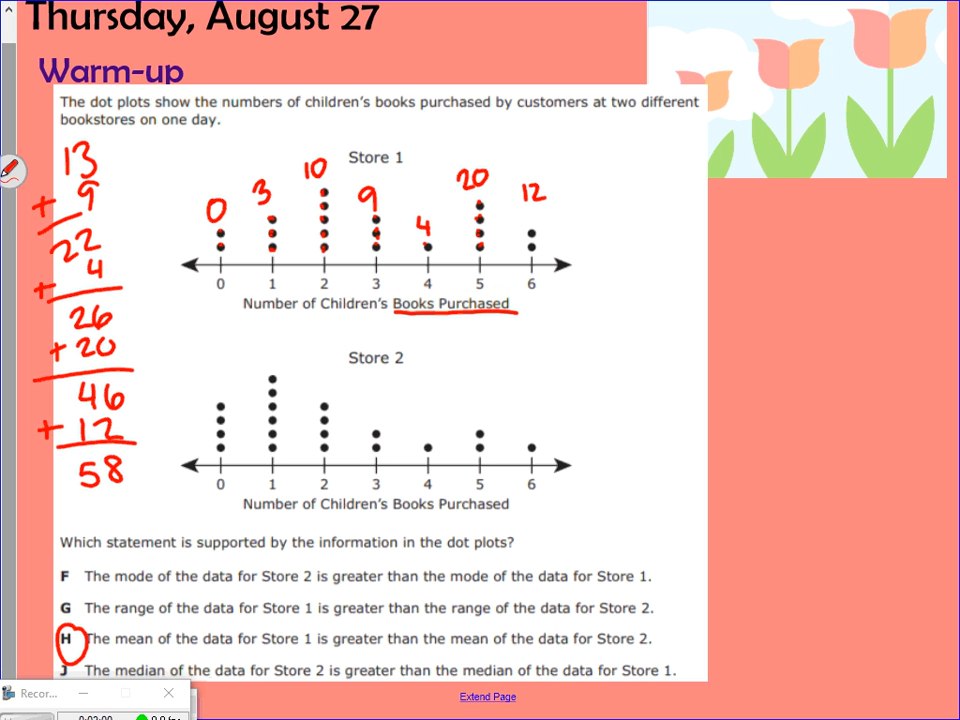 Thursday, August 27
Warm-up
The dot plots show the numbers of children's books purchased by customers at two different
bookstores on one day.
Store 1
0 3 10 9 4 20 12
0 1 2 3 4 5 6
Number of Children's Books Purchased
13
+ 9
22
+ 4
26
+ 20
46
+ 12
58
Store 2
0 1 2 3 4 5 6
Number of Children's Books Purchased
Which statement is supported by the information in the dot plots?
F The mode of the data for Store 2 is greater than the mode of the data for Store 1.
G The range of the data for Store 1 is greater than the range of the data for Store 2.
H The mean of the data for Store 1 is greater than the mean of the data for Store 2.
J The median of the data for Store 2 is greater than the median of the data for Store 1.
Extend Page
Recor...